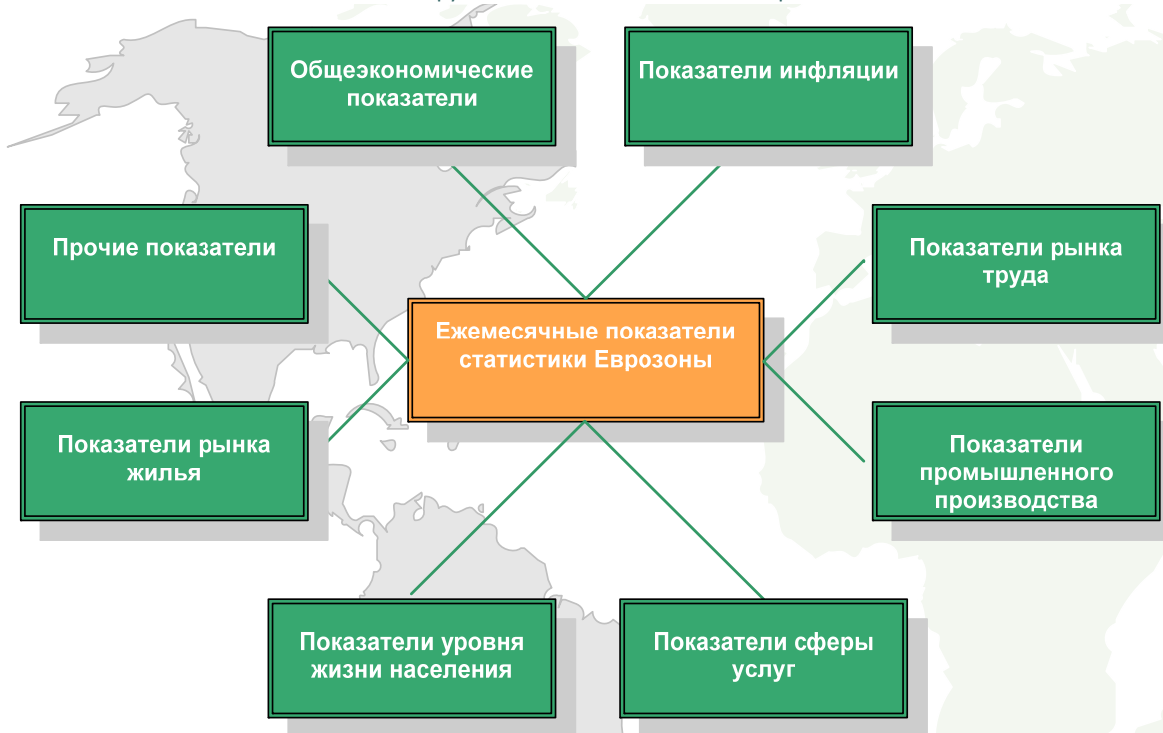 Общеэкономические
показатели
Показатели инфляции
Прочие показатели
Показатели рынка
труда
Ежемесячные показатели
статистики Еврозоны
Показатели рынка
жилья
Показатели
промышленного
производства
Показатели уровня
жизни населения
Показатели сферы
услуг